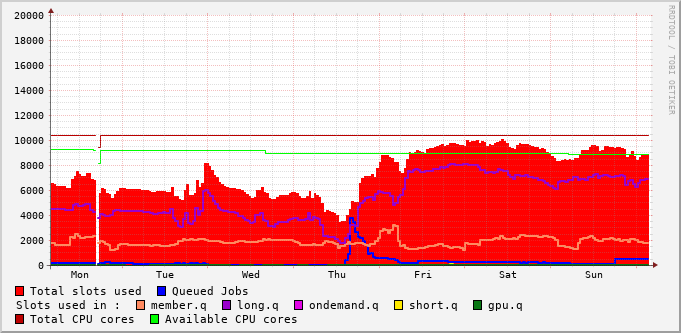 RRDTOOL / TOBI OETIKER
20000
18000
16000
14000
12000
10000
8000
6000
4000
2000
0
Mon Tue Wed Thu Fri Sat Sun
Total slots used Queued Jobs
Slots used in : member.q long.q ondemand.q short.q gpu.q
Total CPU cores Available CPU cores